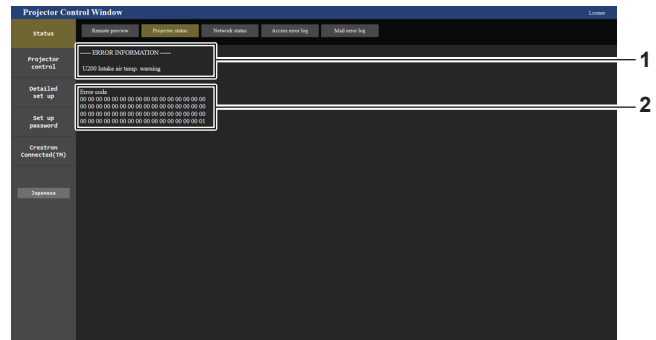 Projector Control Window
License
Status
Remote preview
Projector status
Network status
Access error log
Mail error log
Projector
control
Detailed
set up
Set up
password
Crestron
Connected(TM)
Japanese
----- ERROR INFORMATION -----
U200 Intake air temp. warning
Error code
00 00 00 00 00 00 00 00 00 00 00 00 00 00 00 00
00 00 00 00 00 00 00 00 00 00 00 00 00 00 00 00
00 00 00 00 00 00 00 00 00 00 00 00 00 00 00 00
00 00 00 00 00 00 00 00 00 00 00 00 00 00 00 01
1
2